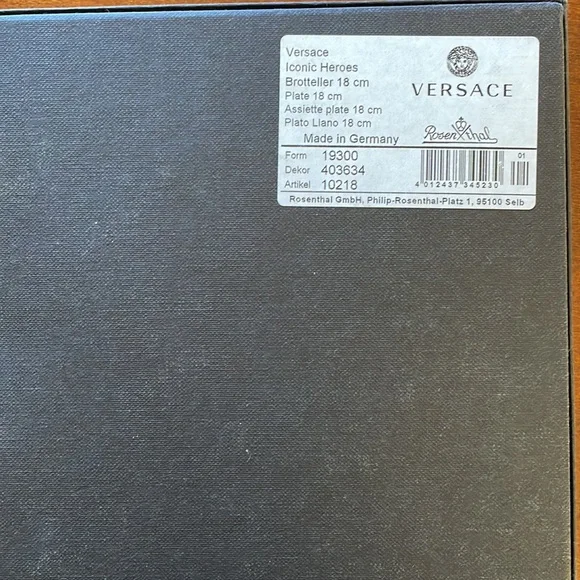 Versace
Iconic Heroes
Brotteller 18 cm
Plate 18 cm
Assiette plate 18 cm
Plato Llano 18 cm
Made in Germany
VERSACE
Rosenthal
Form 19300
Dekor 403634
Artikel 10218
01
4 012437 345230
Rosenthal GmbH, Philip-Rosenthal-Platz 1, 95100 Selb